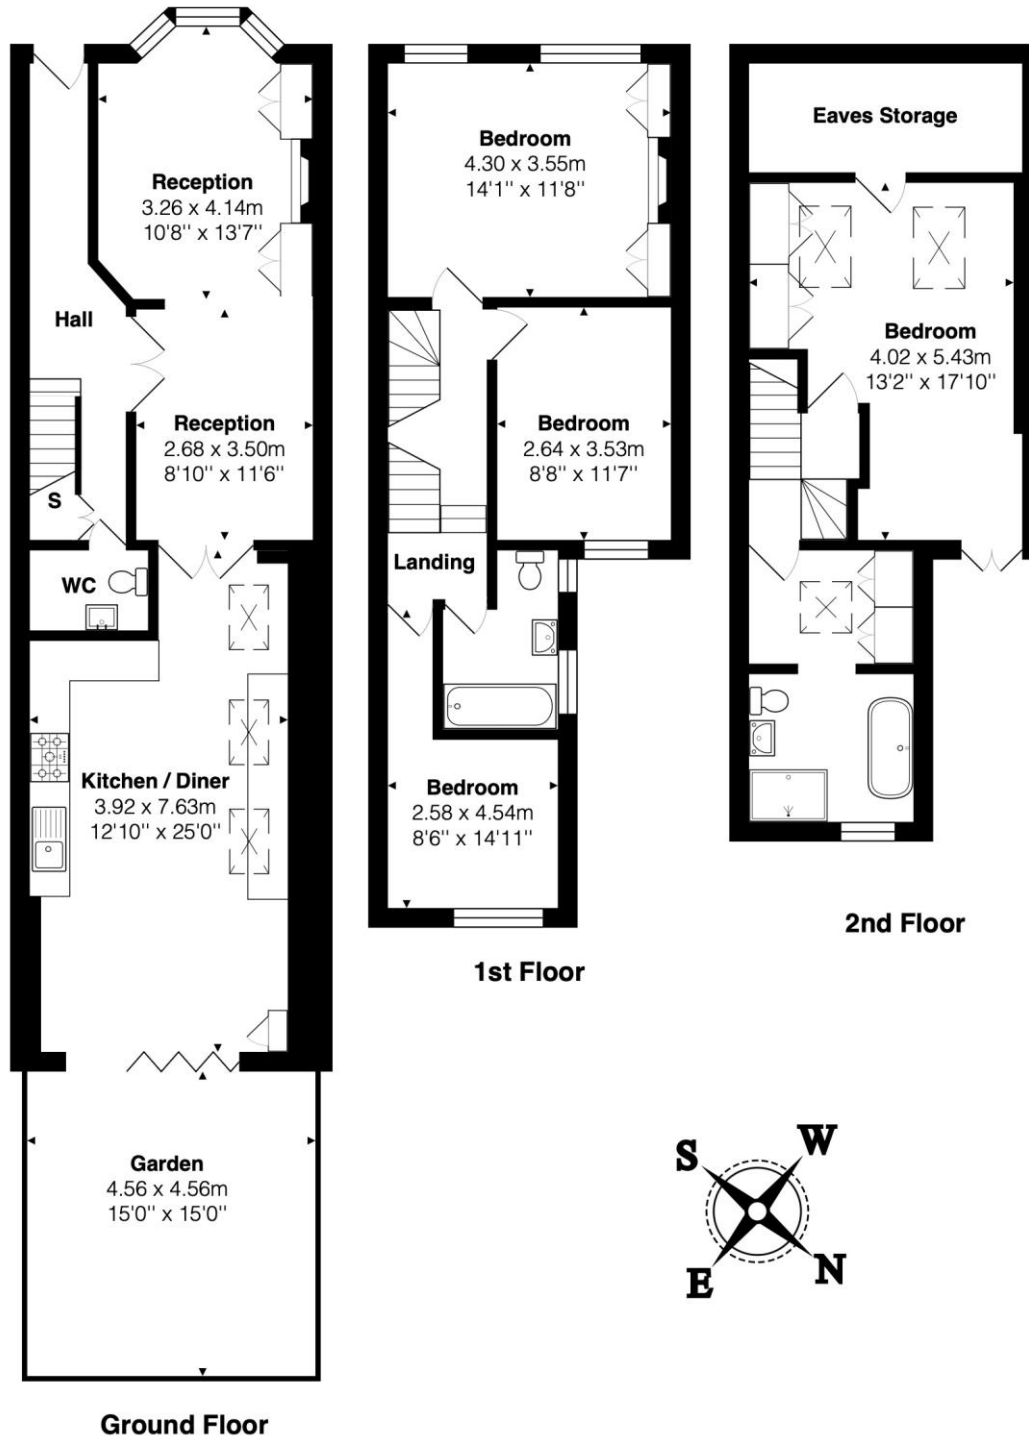 Reception
3.26 x 4.14m
10'8'' x 13'7''
Hall
Reception
2.68 x 3.50m
8'10'' x 11'6''
S
WC
Kitchen / Diner
3.92 x 7.63m
12'10'' x 25'0''
Garden
4.56 x 4.56m
15'0'' x 15'0''
Ground Floor
Bedroom
4.30 x 3.55m
14'1'' x 11'8''
Bedroom
2.64 x 3.53m
8'8'' x 11'7''
Landing
Bedroom
2.58 x 4.54m
8'6'' x 14'11''
1st Floor
Eaves Storage
Bedroom
4.02 x 5.43m
13'2'' x 17'10''
2nd Floor
S
W
E
N